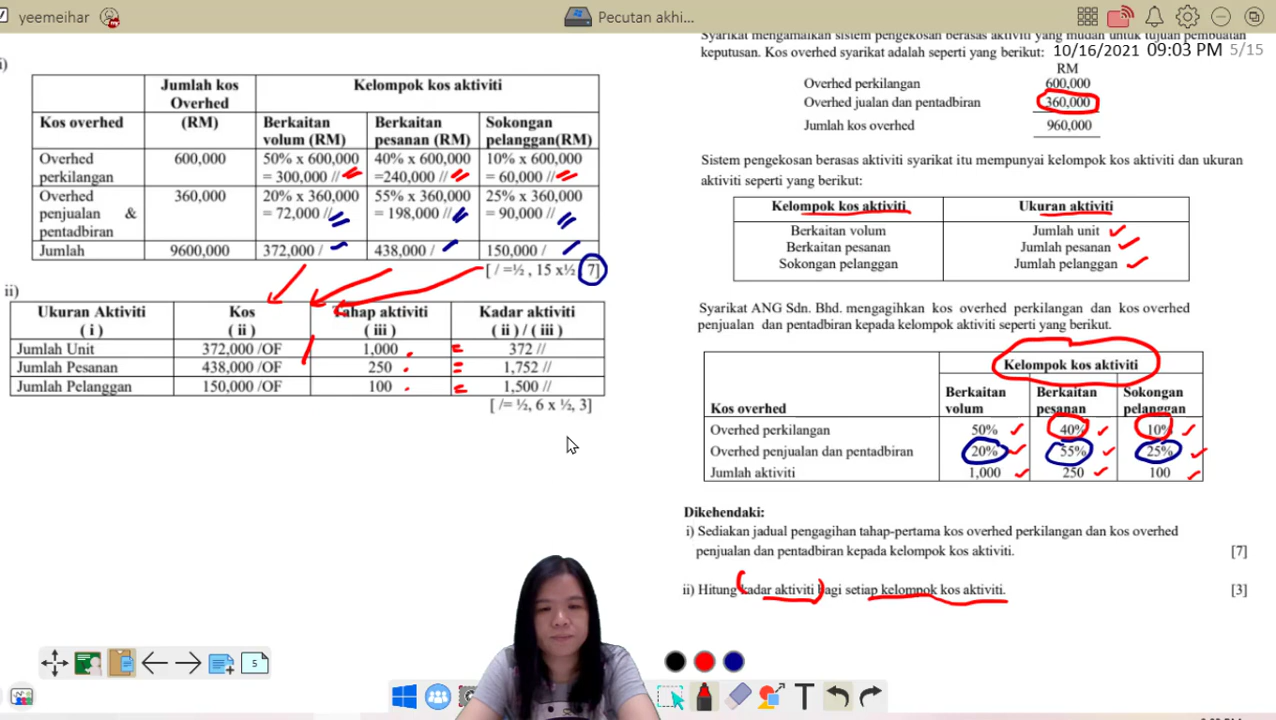 yeemeihar
Pecutan akhi...
i)
Jumlah kos Overhed (RM) Kelompok kos aktiviti
Kos overhed Berkaitan volum (RM) Berkaitan pesanan (RM) Sokongan pelanggan(RM)
Overhed perkilangan 600,000 50% x 600,000 = 300,000 // 40% x 600,000 =240,000 // 10% x 600,000 = 60,000 //
Overhed penjualan & pentadbiran 360,000 20% x 360,000 = 72,000 // 55% x 360,000 = 198,000 // 25% x 360,000 = 90,000 //
Jumlah 9600,000 372,000 / 438,000 / 150,000 /
[ / =½ , 15 x½ 7]
ii)
Ukuran Aktiviti ( i ) Kos ( ii ) Tahap aktiviti ( iii ) Kadar aktiviti ( ii ) / ( iii )
Jumlah Unit 372,000 /OF 1,000 372 //
Jumlah Pesanan 438,000 /OF 250 1,752 //
Jumlah Pelanggan 150,000 /OF 100 1,500 //
[ /= ½, 6 x ½, 3]
Syarikat mengamalkan sistem pengekosan berasas aktiviti yang mudah untuk tujuan pembuatan
keputusan. Kos overhed syarikat adalah seperti yang berikut:
10/16/2021 09:03 PM 5/15
RM
Overhed perkilangan 600,000
Overhed jualan dan pentadbiran 360,000
Jumlah kos overhed 960,000
Sistem pengekosan berasas aktiviti syarikat itu mempunyai kelompok kos aktiviti dan ukuran
aktiviti seperti yang berikut:
Kelompok kos aktiviti Ukuran aktiviti
Berkaitan volum Jumlah unit
Berkaitan pesanan Jumlah pesanan
Sokongan pelanggan Jumlah pelanggan
Syarikat ANG Sdn. Bhd. mengagihkan kos overhed perkilangan dan kos overhed
penjualan dan pentadbiran kepada kelompok aktiviti seperti yang berikut.
Kelompok kos aktiviti
Kos overhed Berkaitan volum Berkaitan pesanan Sokongan pelanggan
Overhed perkilangan 50% 40% 10%
Overhed penjualan dan pentadbiran 20% 55% 25%
Jumlah aktiviti 1,000 250 100
Dikehendaki:
i) Sediakan jadual pengagihan tahap-pertama kos overhed perkilangan dan kos overhed
penjualan dan pentadbiran kepada kelompok kos aktiviti. [7]
ii) Hitung kadar aktiviti bagi setiap kelompok kos aktiviti. [3]
5
T